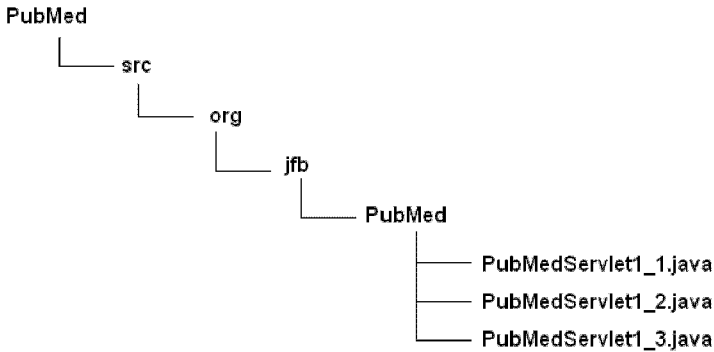 PubMed
src
org
jfb
PubMed
PubMedServlet1_1.java
PubMedServlet1_2.java
PubMedServlet1_3.java